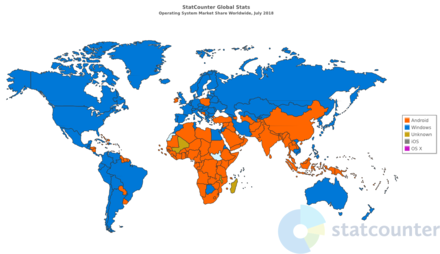 StatCounter Global Stats
Operating System Market Share Worldwide, July 2018
Android
Windows
Unknown
iOS
OS X
statcounter